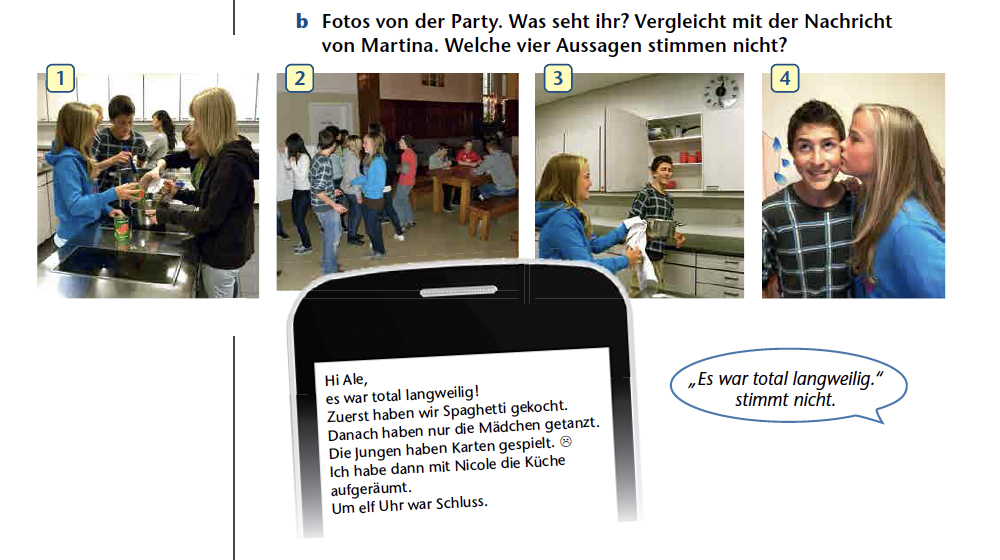 b Fotos von der Party. Was seht ihr? Vergleicht mit der Nachricht
von Martina. Welche vier Aussagen stimmen nicht?
1
2
3
4
Hi Ale,
es war total langweilig!
Zuerst haben wir Spaghetti gekocht.
Danach haben nur die Mädchen getanzt.
Die Jungen haben Karten gespielt. ☹
Ich habe dann mit Nicole die Küche
aufgeräumt.
Um elf Uhr war Schluss.
„Es war total langweilig.“
stimmt nicht.